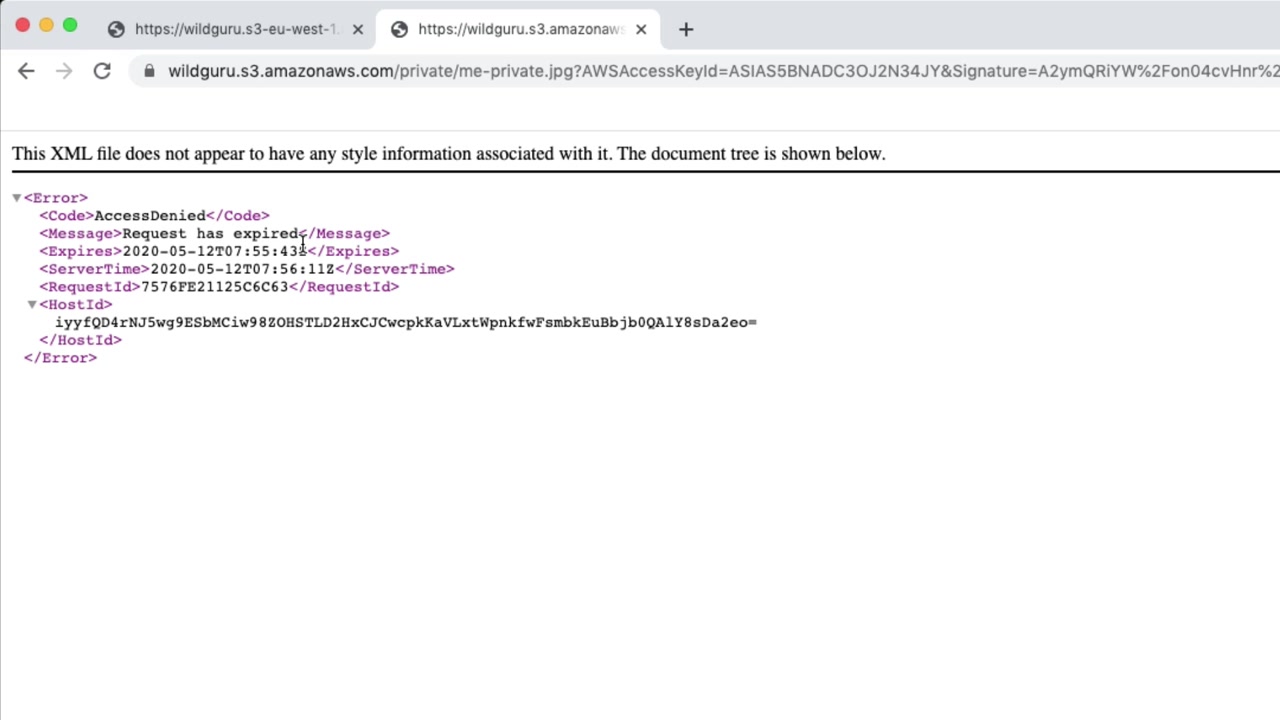 https://wildguru.s3-eu-west-1.
https://wildguru.s3.amazonaws
wildguru.s3.amazonaws.com/private/me-private.jpg?AWSAccessKeyId=ASIAS5BNADC3OJ2N34JY&Signature=A2ymQRiYW%2Fon04cvHnr%2
This XML file does not appear to have any style information associated with it. The document tree is shown below.
<Error>
<Code>AccessDenied</Code>
<Message>Request has expired</Message>
<Expires>2020-05-12T07:55:43Z</Expires>
<ServerTime>2020-05-12T07:56:11Z</ServerTime>
<RequestId>7576FE21125C6C63</RequestId>
<HostId>
iyyfQD4rNJ5wg9ESbMCiw98ZOHSTLD2HxCJCwcpkKaVLxtWpnkfwFsmbkEuBbjb0QAlY8sDa2eo=
</HostId>
</Error>